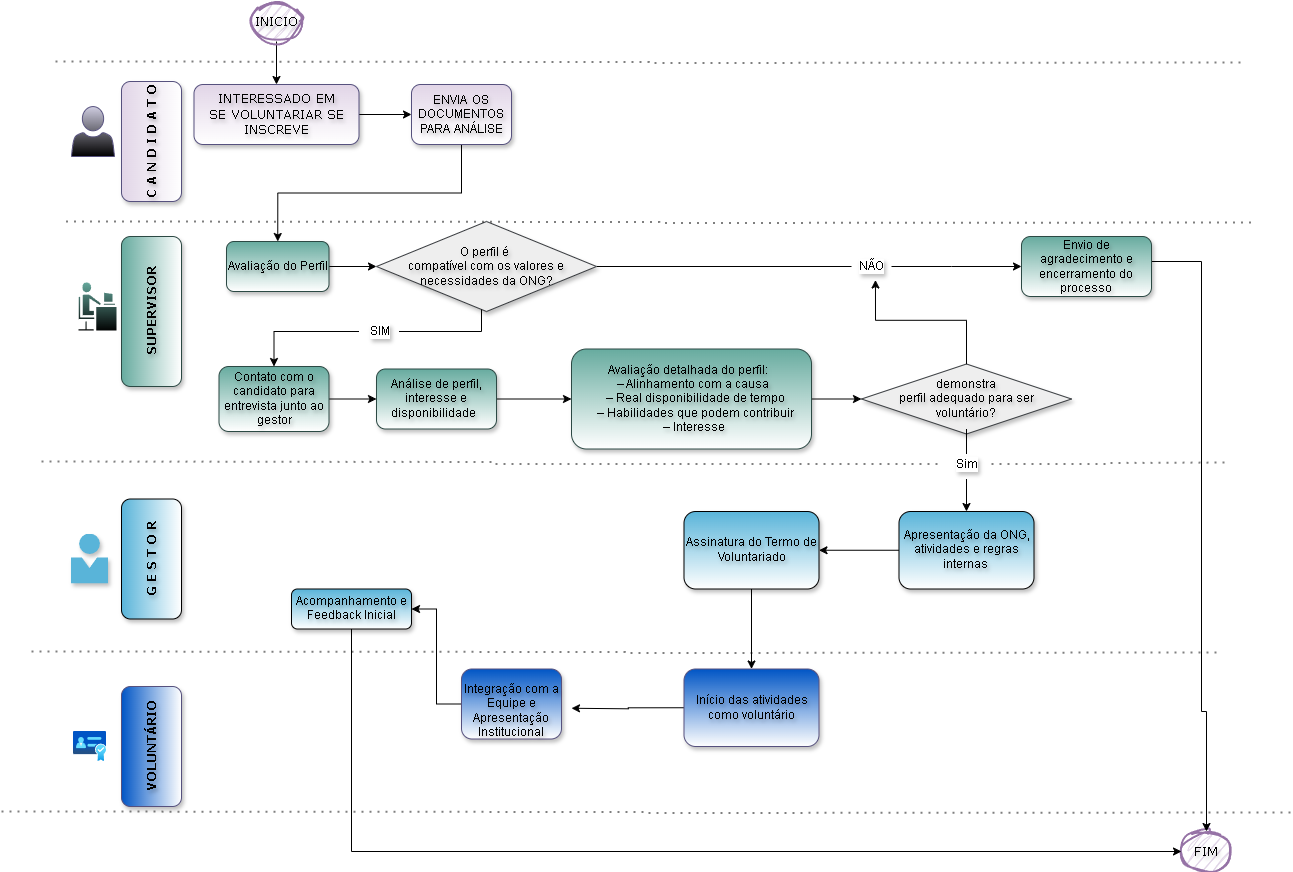 INICIO
CANDIDATO
INTERESSADO EM
SE VOLUNTARIAR SE
INSCREVE
ENVIA OS
DOCUMENTOS
PARA ANÁLISE
SUPERVISOR
Avaliação do Perfil
O perfil é
compatível com os valores e
necessidades da ONG?
NÃO
Envio de
agradecimento e
encerramento do
processo
SIM
Contato com o
candidato para
entrevista junto ao
gestor
Análise de perfil,
interesse e
disponibilidade
Avaliação detalhada do perfil:
– Alinhamento com a causa
– Real disponibilidade de tempo
– Habilidades que podem contribuir
– Interesse
demonstra
perfil adequado para ser
voluntário?
Sim
GESTOR
Assinatura do Termo de
Voluntariado
Apresentação da ONG,
atividades e regras
internas
Acompanhamento e
Feedback Inicial
VOLUNTÁRIO
Integração com a
Equipe e
Apresentação
Institucional
Início das atividades
como voluntário
FIM